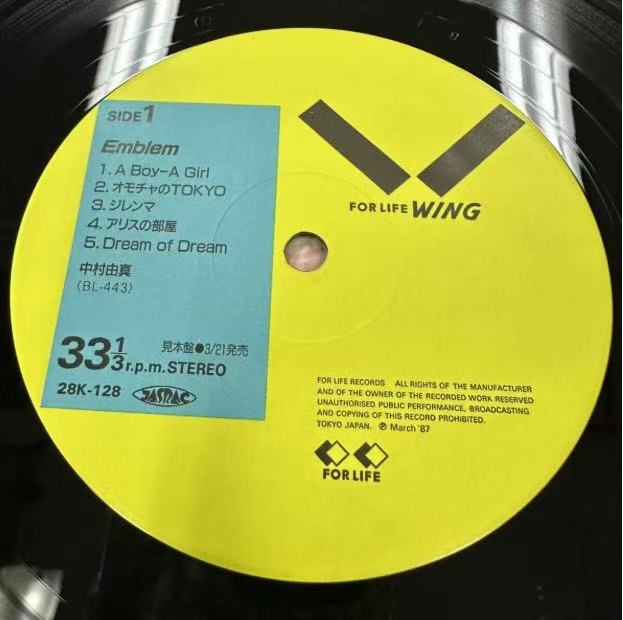 SIDE 1
Emblem
1. A Boy-A Girl
2. オモチャのTOKYO
3. ジレンマ
4. アリスの部屋
5. Dream of Dream
中村由真
(BL-443)
33 1/3 r.p.m. STEREO
見本盤●3/21発売
28K-128 JASRAC
FOR LIFE WING
FOR LIFE RECORDS ALL RIGHTS OF THE MANUFACTURER
AND OF THE OWNER OF THE RECORDED WORK RESERVED
UNAUTHORISED PUBLIC PERFORMANCE, BROADCASTING
AND COPYING OF THIS RECORD PROHIBITED.
TOKYO JAPAN. ℗ March '87
FOR LIFE